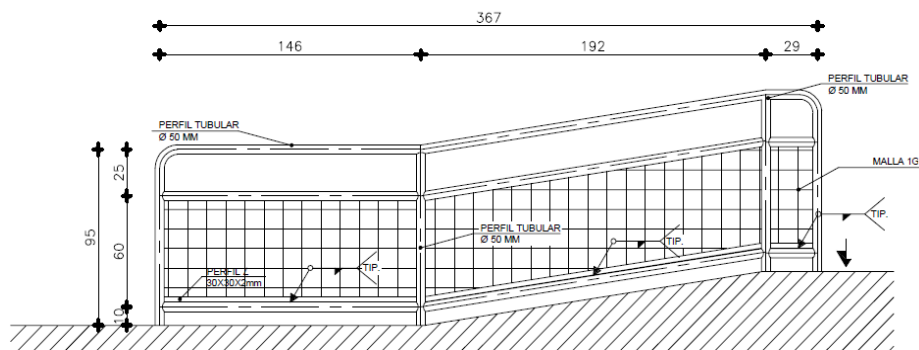 367
146
192
29
PERFIL TUBULAR
Ø 50 MM
PERFIL TUBULAR
Ø 50 MM
25
MALLA 1G
95
60
TIP.
PERFIL TUBULAR
Ø 50 MM
TIP.
TIP.
PERFIL Z
30X30X2mm
10